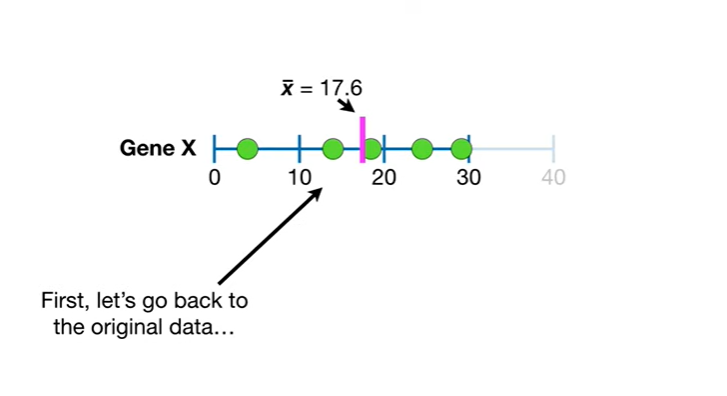 x̄ = 17.6
Gene X
0 10 20 30 40
First, let's go back to
the original data…